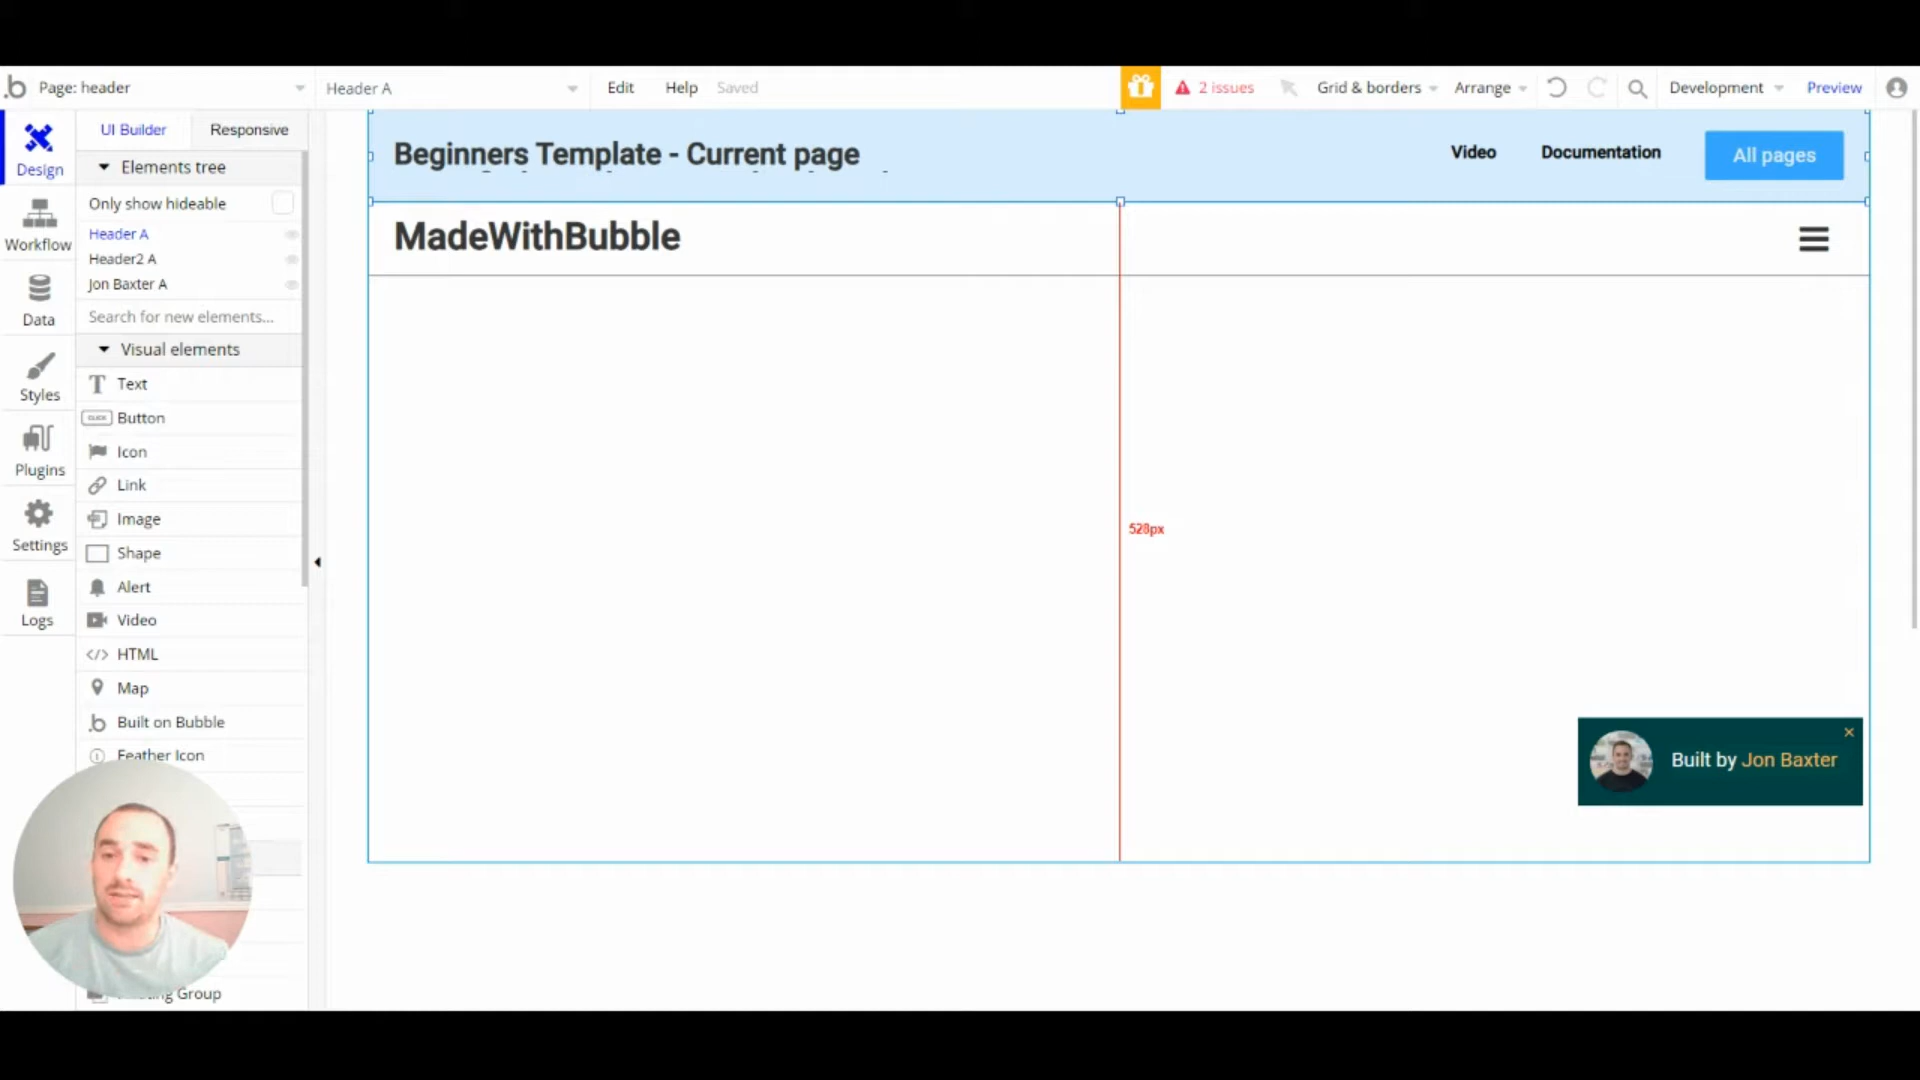 Page: header
Header A
Edit
Help
Saved
2 issues
Grid & borders
Arrange
Development
Preview
Design
Workflow
Data
Styles
Plugins
Settings
Logs
UI Builder
Responsive
Elements tree
Only show hideable
Header A
Header2 A
Jon Baxter A
Search for new elements...
Visual elements
Text
CLICK Button
Icon
Link
Image
Shape
Alert
Video
HTML
Map
Built on Bubble
Feather Icon
Group
Beginners Template - Current page
Video
Documentation
All pages
MadeWithBubble
528px
Built by Jon Baxter